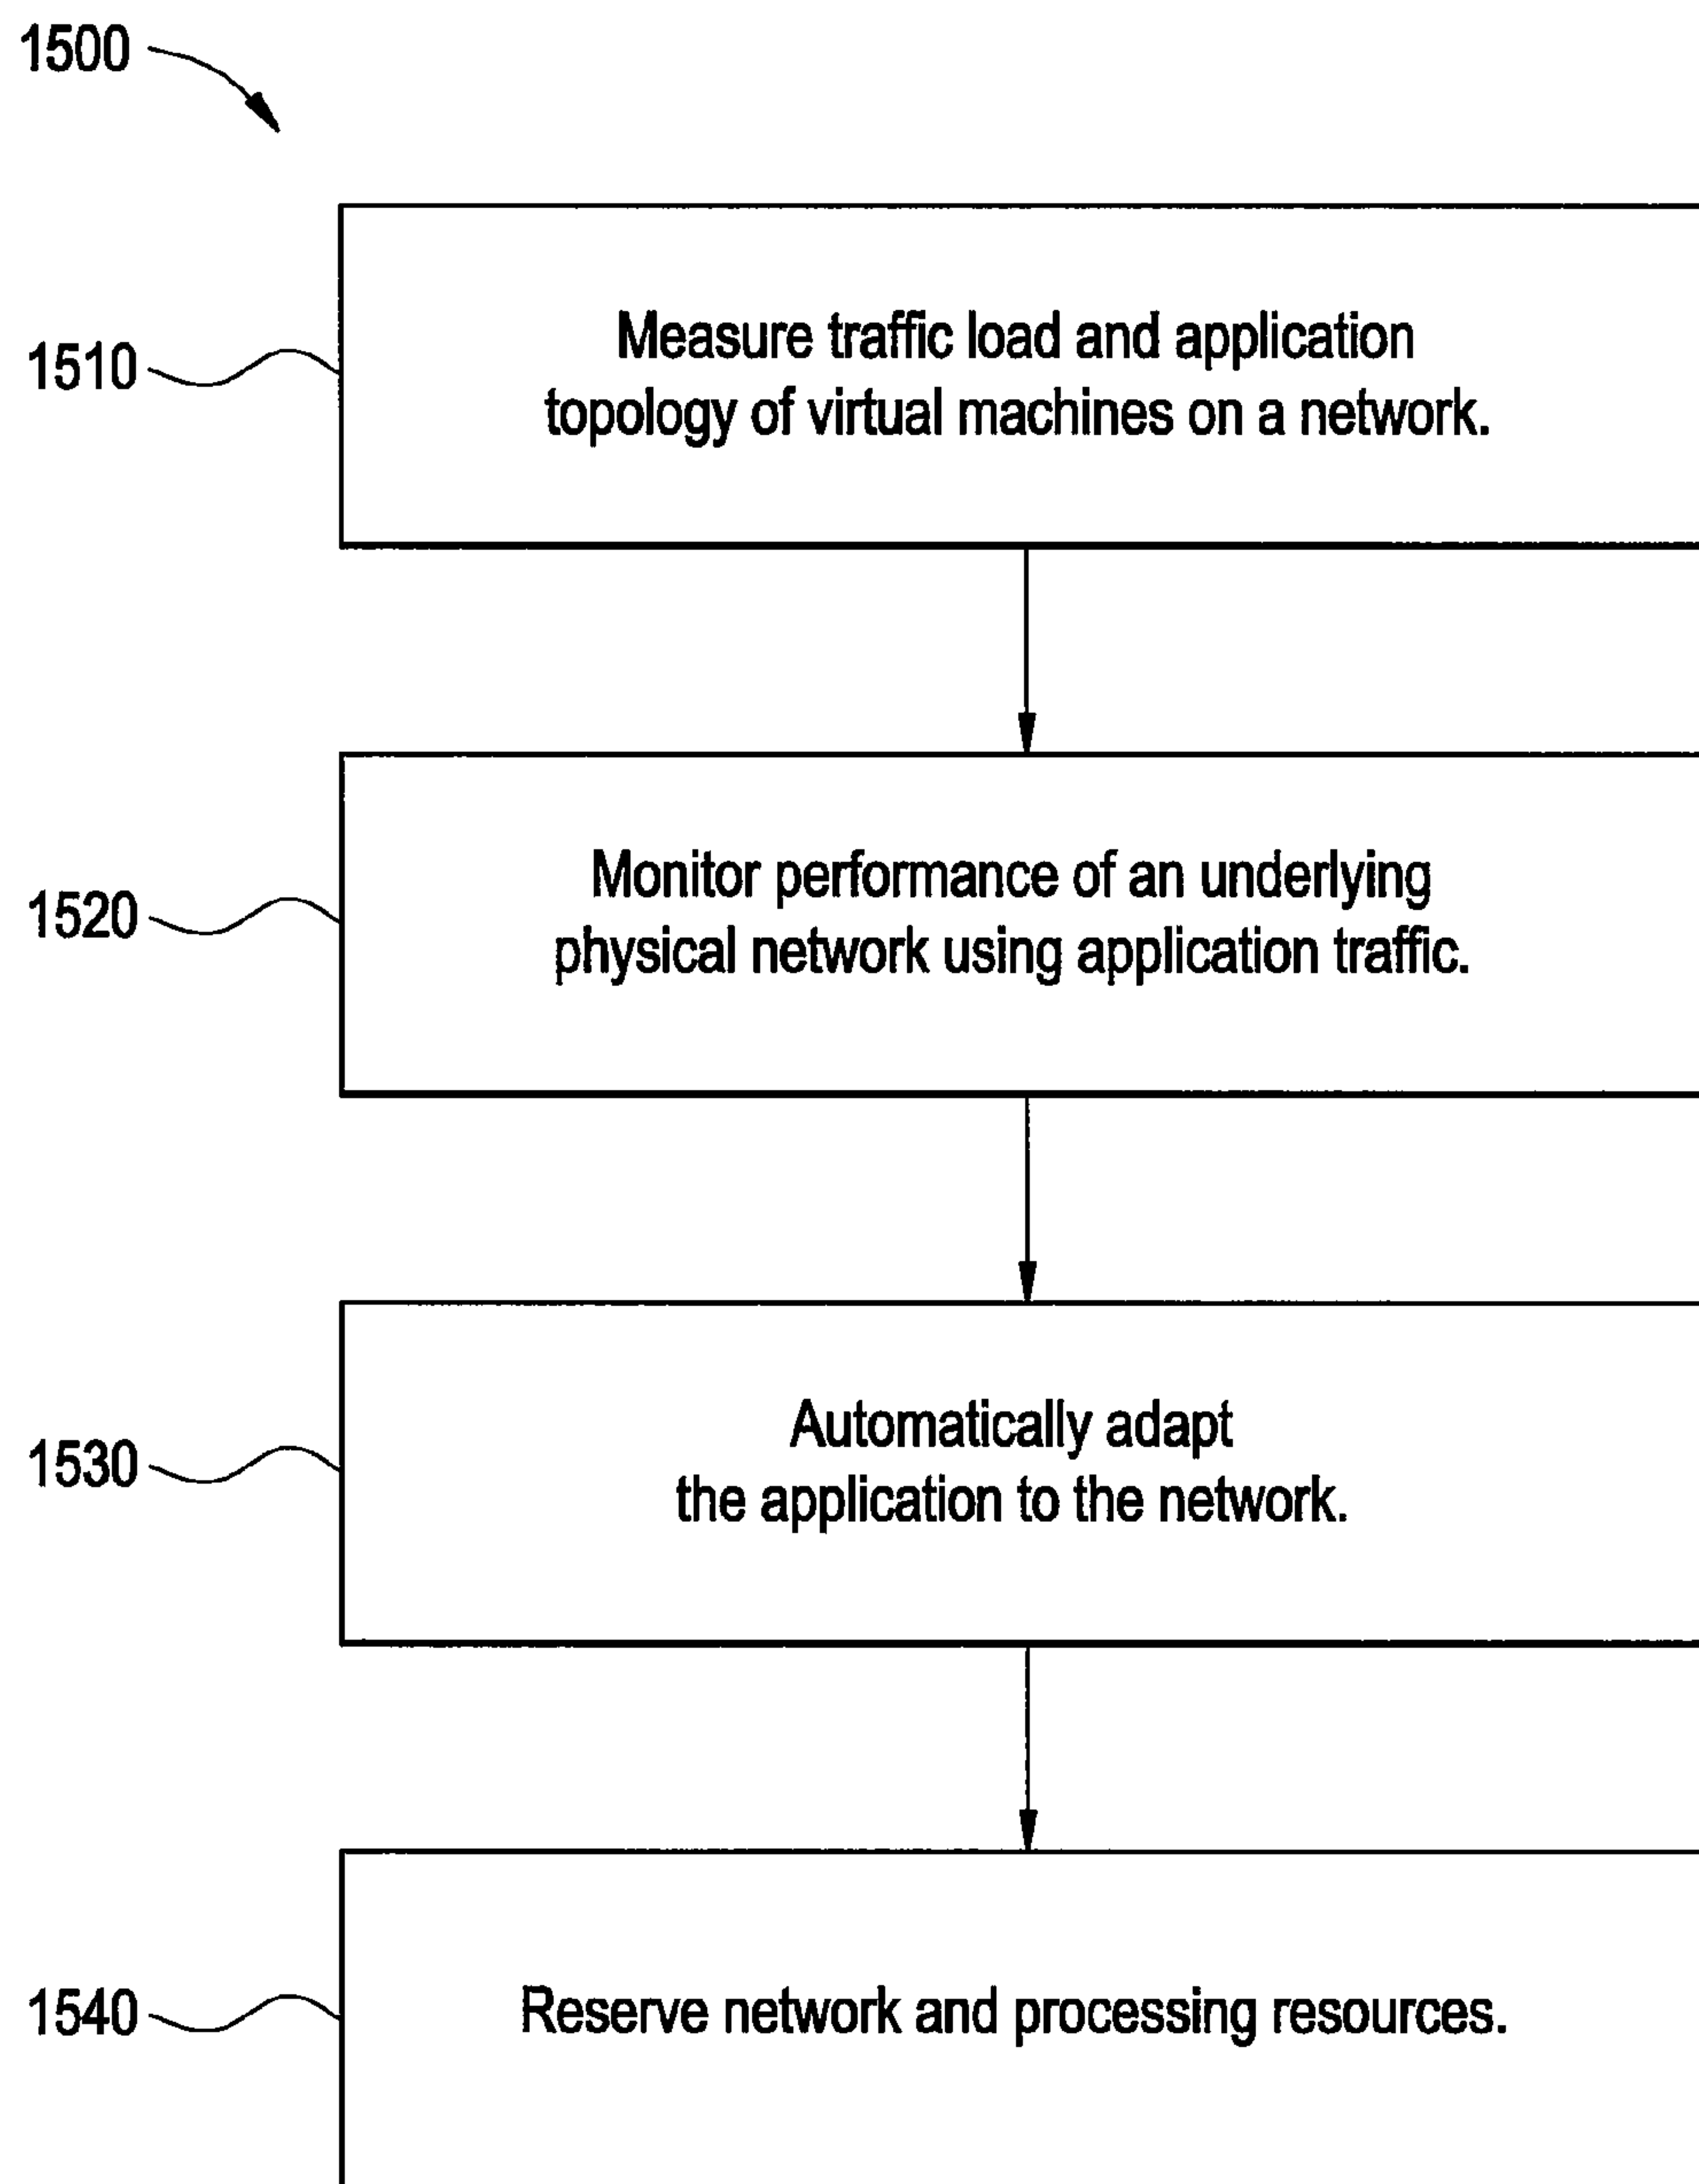 1500
1510
Measure traffic load and application
topology of virtual machines on a network.
1520
Monitor performance of an underlying
physical network using application traffic.
1530
Automatically adapt
the application to the network.
1540
Reserve network and processing resources.